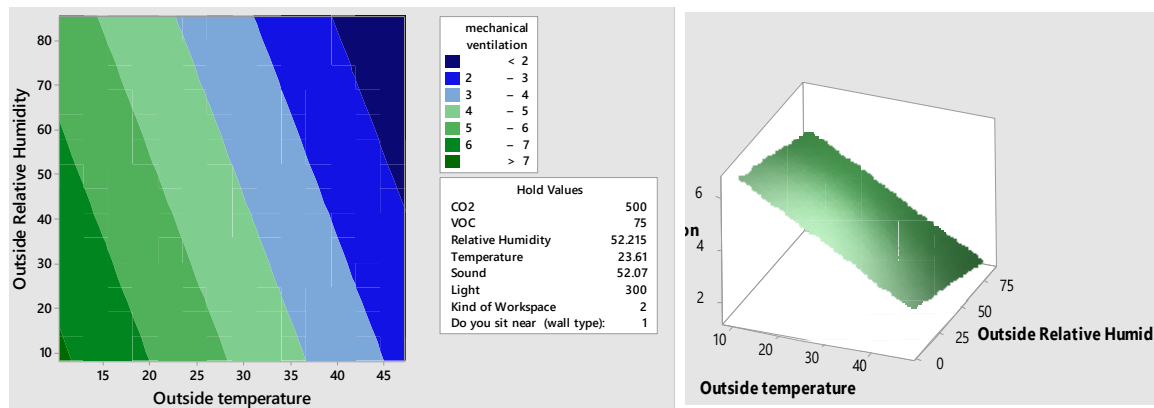 mechanical
ventilation
< 2
2 – 3
3 – 4
4 – 5
5 – 6
6 – 7
> 7
Hold Values
CO2 500
VOC 75
Relative Humidity 52.215
Temperature 23.61
Sound 52.07
Light 300
Kind of Workspace 2
Do you sit near (wall type): 1
Outside Relative Humidity
80
70
60
50
40
30
20
10
15 20 25 30 35 40 45
Outside temperature
6
on
4
2
10 20 30 40
Outside temperature
75
50
25
0
Outside Relative Humid